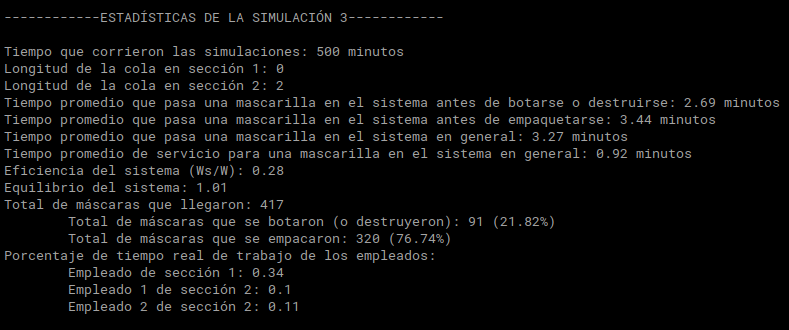 ------------ESTADÍSTICAS DE LA SIMULACIÓN 3------------
Tiempo que corrieron las simulaciones: 500 minutos
Longitud de la cola en sección 1: 0
Longitud de la cola en sección 2: 2
Tiempo promedio que pasa una mascarilla en el sistema antes de botarse o destruirse: 2.69 minutos
Tiempo promedio que pasa una mascarilla en el sistema antes de empaquetarse: 3.44 minutos
Tiempo promedio que pasa una mascarilla en el sistema en general: 3.27 minutos
Tiempo promedio de servicio para una mascarilla en el sistema en general: 0.92 minutos
Eficiencia del sistema (Ws/W): 0.28
Equilibrio del sistema: 1.01
Total de máscaras que llegaron: 417
Total de máscaras que se botaron (o destruyeron): 91 (21.82%)
Total de máscaras que se empacaron: 320 (76.74%)
Porcentaje de tiempo real de trabajo de los empleados:
Empleado de sección 1: 0.34
Empleado 1 de sección 2: 0.1
Empleado 2 de sección 2: 0.11